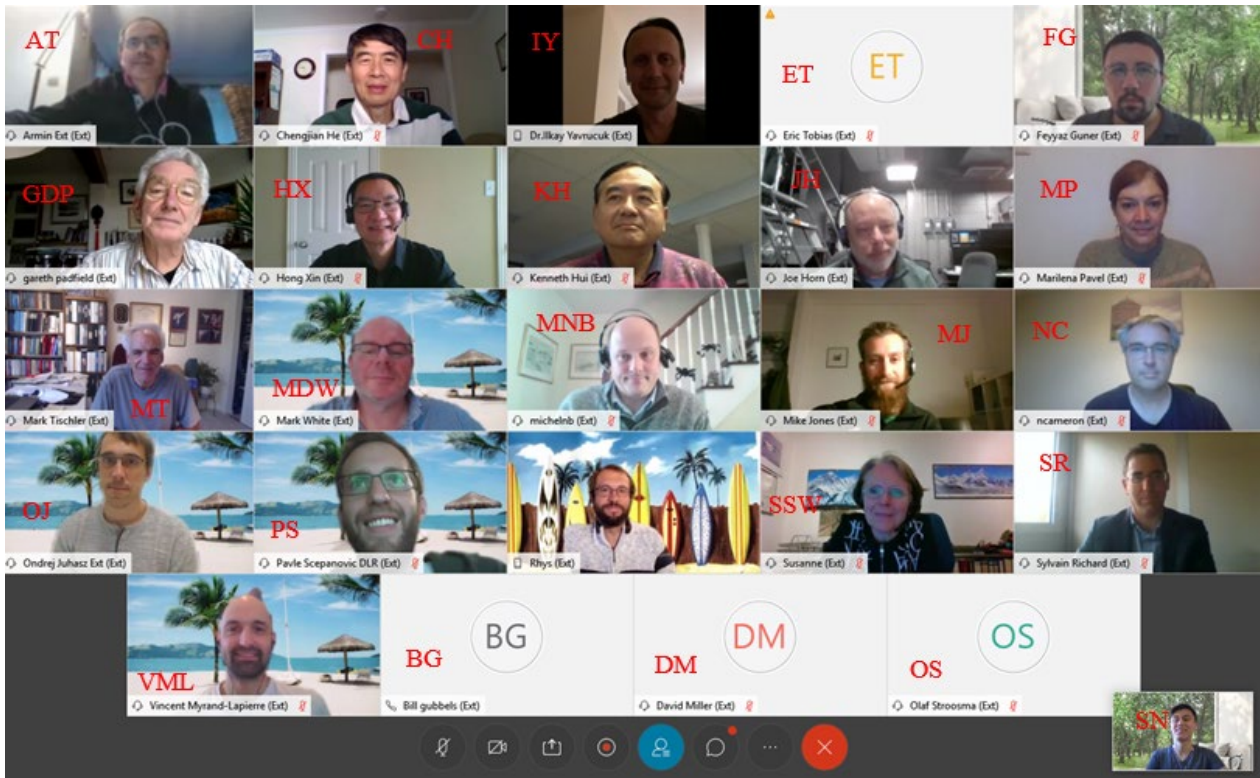 AT
Armin Ext (Ext)
CH
Chengjian He (Ext)
IY
Dr.Ilkay Yavrucuk (Ext)
ET
ET
Eric Tobias (Ext)
FG
Feyyaz Guner (Ext)
GDP
gareth padfield (Ext)
HX
Hong Xin (Ext)
KH
Kenneth Hui (Ext)
JH
Joe Horn (Ext)
MP
Marilena Pavel (Ext)
MT
Mark Tischler (Ext)
MDW
Mark White (Ext)
MNB
michelnb (Ext)
MJ
Mike Jones (Ext)
NC
ncameron (Ext)
OJ
Ondrej Juhasz Ext (Ext)
PS
Pavle Scepanovic DLR (Ext)
Rhys (Ext)
SSW
Susanne (Ext)
SR
Sylvain Richard (Ext)
VML
Vincent Myrand-Lapierre (Ext)
BG
BG
Bill gubbels (Ext)
DM
DM
David Miller (Ext)
OS
OS
Olaf Stroosma (Ext)
SN